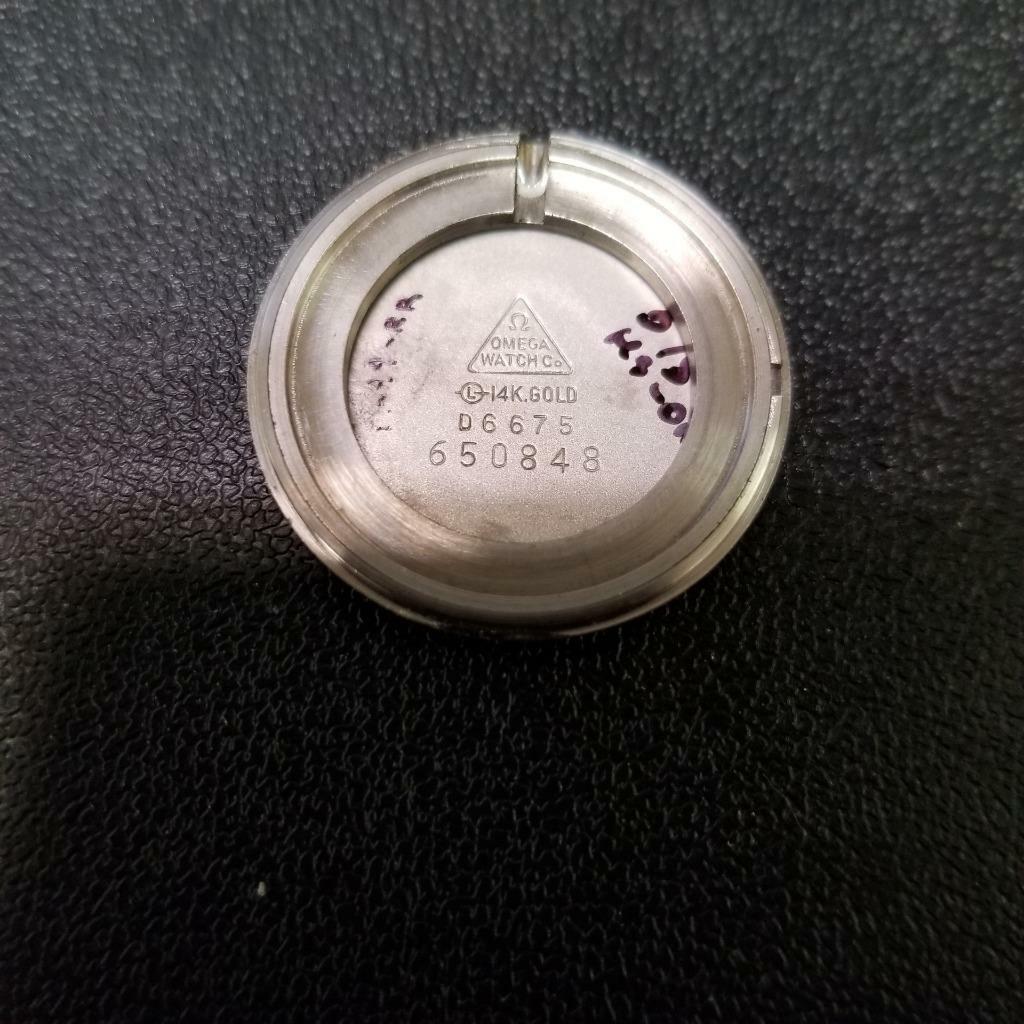 Ω
OMEGA
WATCH Co
L 14K.GOLD
D6675
650848